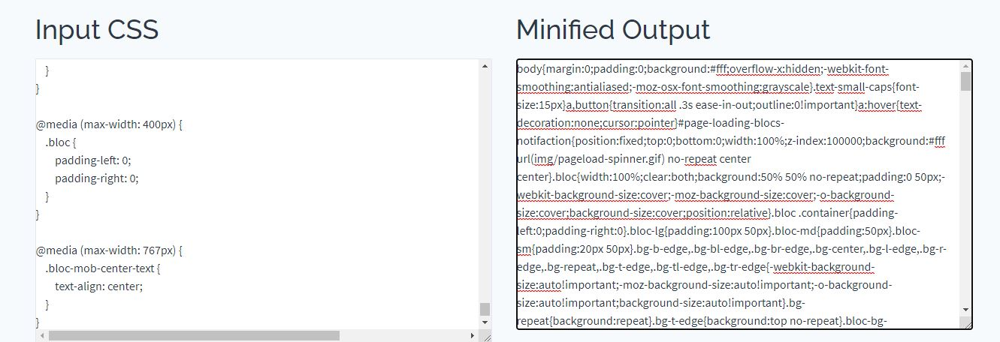 Input CSS
}
}
@media (max-width: 400px) {
.bloc {
padding-left: 0;
padding-right: 0;
}
}
@media (max-width: 767px) {
.bloc-mob-center-text {
text-align: center;
}
}
Minified Output
body{margin:0;padding:0;background:#fff;overflow-x:hidden;-webkit-font-
smoothing:antialiased;-moz-osx-font-smoothing:grayscale}.text-small-caps{font-
size:15px}a,button{transition:all .3s ease-in-out;outline:0!important}a:hover{text-
decoration:none;cursor:pointer}#page-loading-blocs-
notifaction{position:fixed;top:0;bottom:0;width:100%;z-index:100000;background:#fff
url(img/pageload-spinner.gif) no-repeat center
center}.bloc{width:100%;clear:both;background:50% 50% no-repeat;padding:0 50px;-
webkit-background-size:cover;-moz-background-size:cover;-o-background-
size:cover;background-size:cover;position:relative}.bloc .container{padding-
left:0;padding-right:0}.bloc-lg{padding:100px 50px}.bloc-md{padding:50px}.bloc-
sm{padding:20px 50px}.bg-b-edge,.bg-bl-edge,.bg-br-edge,.bg-center,.bg-l-edge,.bg-r-
edge,.bg-repeat,.bg-t-edge,.bg-tl-edge,.bg-tr-edge{-webkit-background-
size:auto!important;-moz-background-size:auto!important;-o-background-
size:auto!important;background-size:auto!important}.bg-
repeat{background:repeat}.bg-t-edge{background:top no-repeat}.bloc-bg-